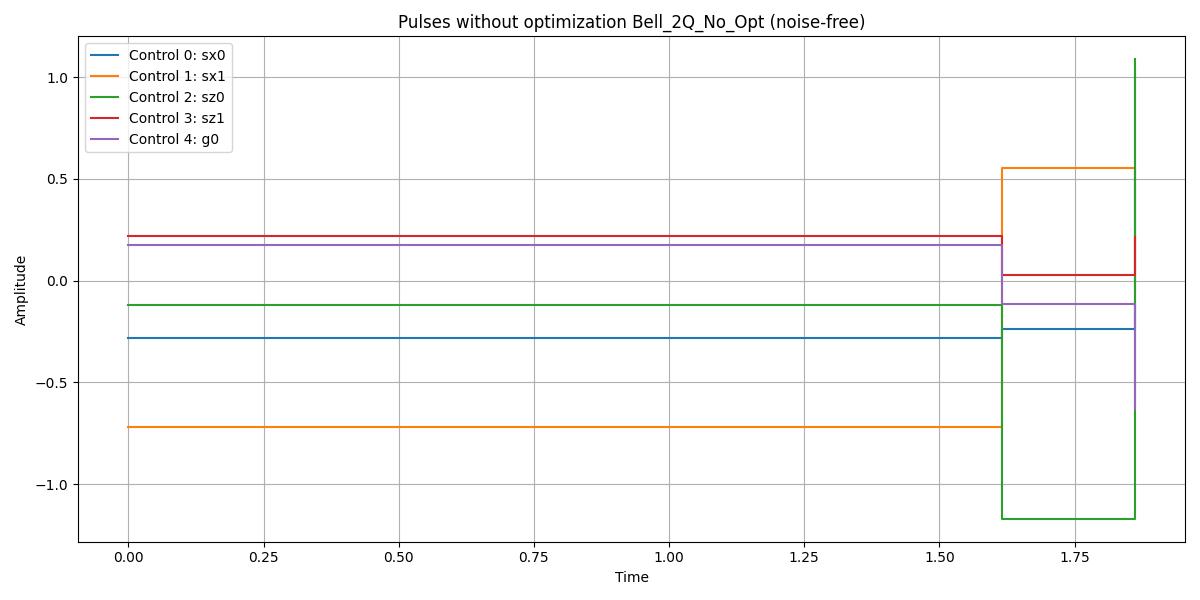 Pulses without optimization Bell_2Q_No_Opt (noise-free)
Control 0: sx0
Control 1: sx1
Control 2: sz0
Control 3: sz1
Control 4: g0
1.0
0.5
0.0
−0.5
−1.0
Amplitude
0.00 0.25 0.50 0.75 1.00 1.25 1.50 1.75
Time